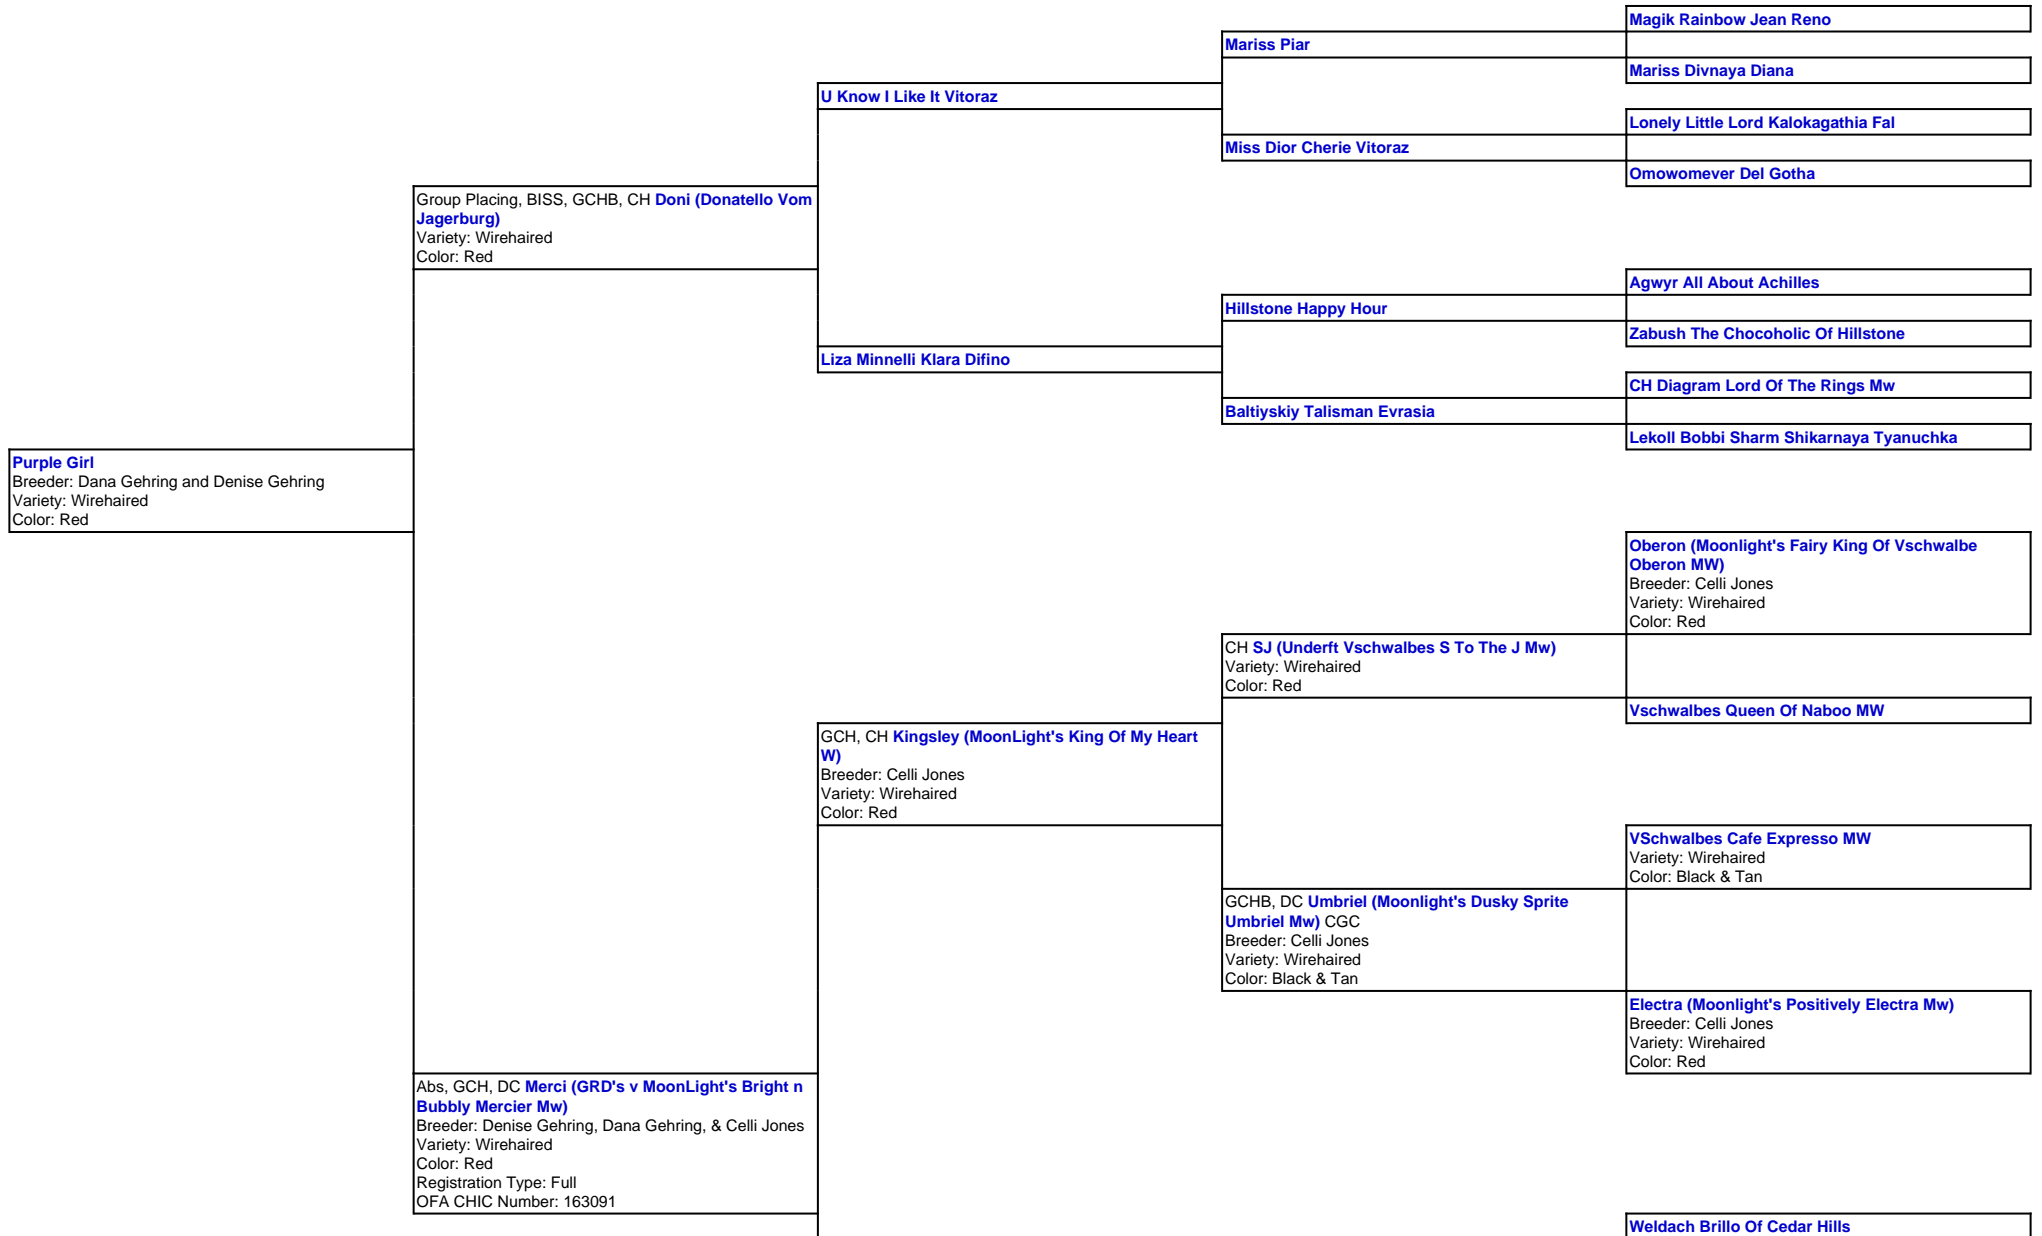 Magik Rainbow Jean Reno
Mariss Piar
Mariss Divnaya Diana
U Know I Like It Vitoraz
Lonely Little Lord Kalokagathia Fal
Miss Dior Cherie Vitoraz
Omowomever Del Gotha
Group Placing, BISS, GCHB, CH Doni (Donatello Vom
Jagerburg)
Variety: Wirehaired
Color: Red
Agwyr All About Achilles
Hillstone Happy Hour
Zabush The Chocoholic Of Hillstone
Liza Minnelli Klara Difino
CH Diagram Lord Of The Rings Mw
Baltiyskiy Talisman Evrasia
Lekoll Bobbi Sharm Shikarnaya Tyanuchka
Purple Girl
Breeder: Dana Gehring and Denise Gehring
Variety: Wirehaired
Color: Red
Oberon (Moonlight's Fairy King Of Vschwalbe
Oberon MW)
Breeder: Celli Jones
Variety: Wirehaired
Color: Red
CH SJ (Underft Vschwalbes S To The J Mw)
Variety: Wirehaired
Color: Red
Vschwalbes Queen Of Naboo MW
GCH, CH Kingsley (MoonLight's King Of My Heart
W)
Breeder: Celli Jones
Variety: Wirehaired
Color: Red
VSchwalbes Cafe Expresso MW
Variety: Wirehaired
Color: Black & Tan
GCHB, DC Umbriel (Moonlight's Dusky Sprite
Umbriel Mw) CGC
Breeder: Celli Jones
Variety: Wirehaired
Color: Black & Tan
Electra (Moonlight's Positively Electra Mw)
Breeder: Celli Jones
Variety: Wirehaired
Color: Red
Abs, GCH, DC Merci (GRD's v MoonLight's Bright n
Bubbly Mercier Mw)
Breeder: Denise Gehring, Dana Gehring, & Celli Jones
Variety: Wirehaired
Color: Red
Registration Type: Full
OFA CHIC Number: 163091
Weldach Brillo Of Cedar Hills